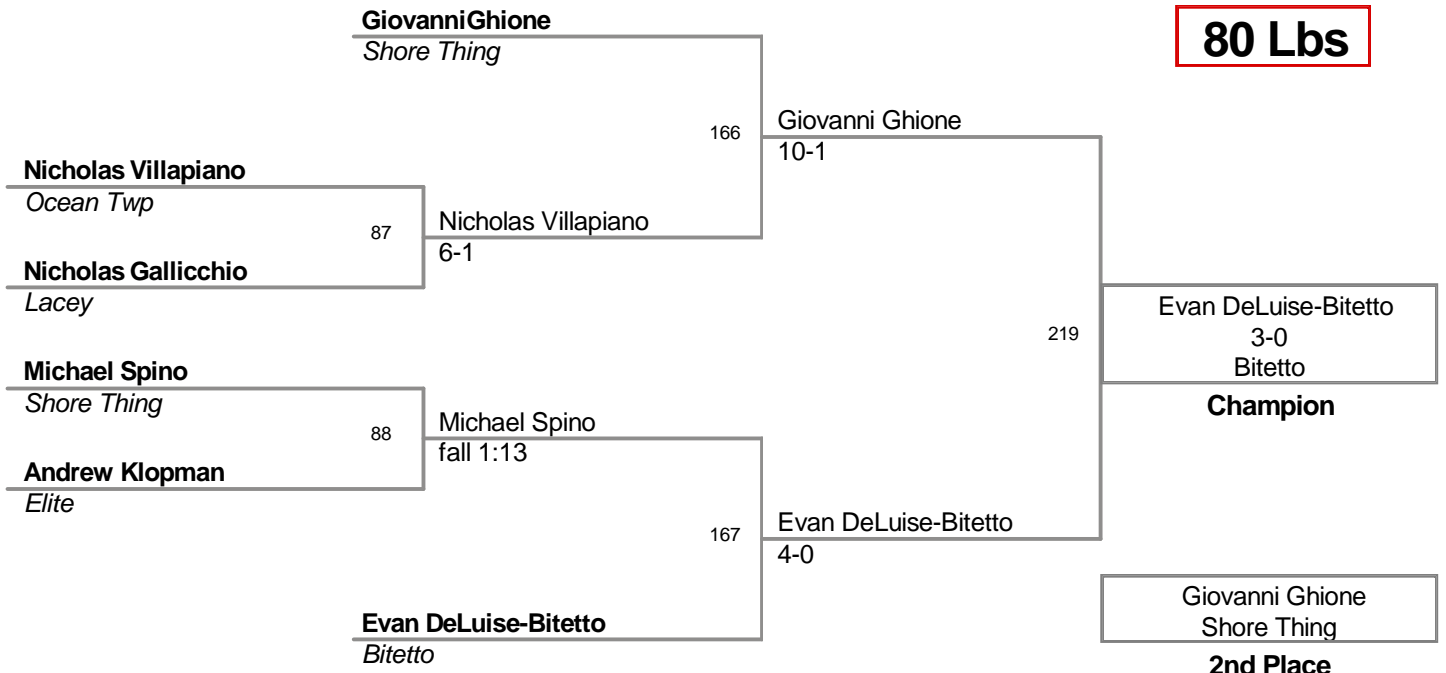 GiovanniGhione
Shore Thing
80 Lbs
166
Giovanni Ghione
10-1
Nicholas Villapiano
Ocean Twp
87
Nicholas Villapiano
6-1
Nicholas Gallicchio
Lacey
219
Evan DeLuise-Bitetto
3-0
Bitetto
Champion
Michael Spino
Shore Thing
88
Michael Spino
fall 1:13
Andrew Klopman
Elite
167
Evan DeLuise-Bitetto
4-0
Evan DeLuise-Bitetto
Bitetto
Giovanni Ghione
Shore Thing
2nd Place